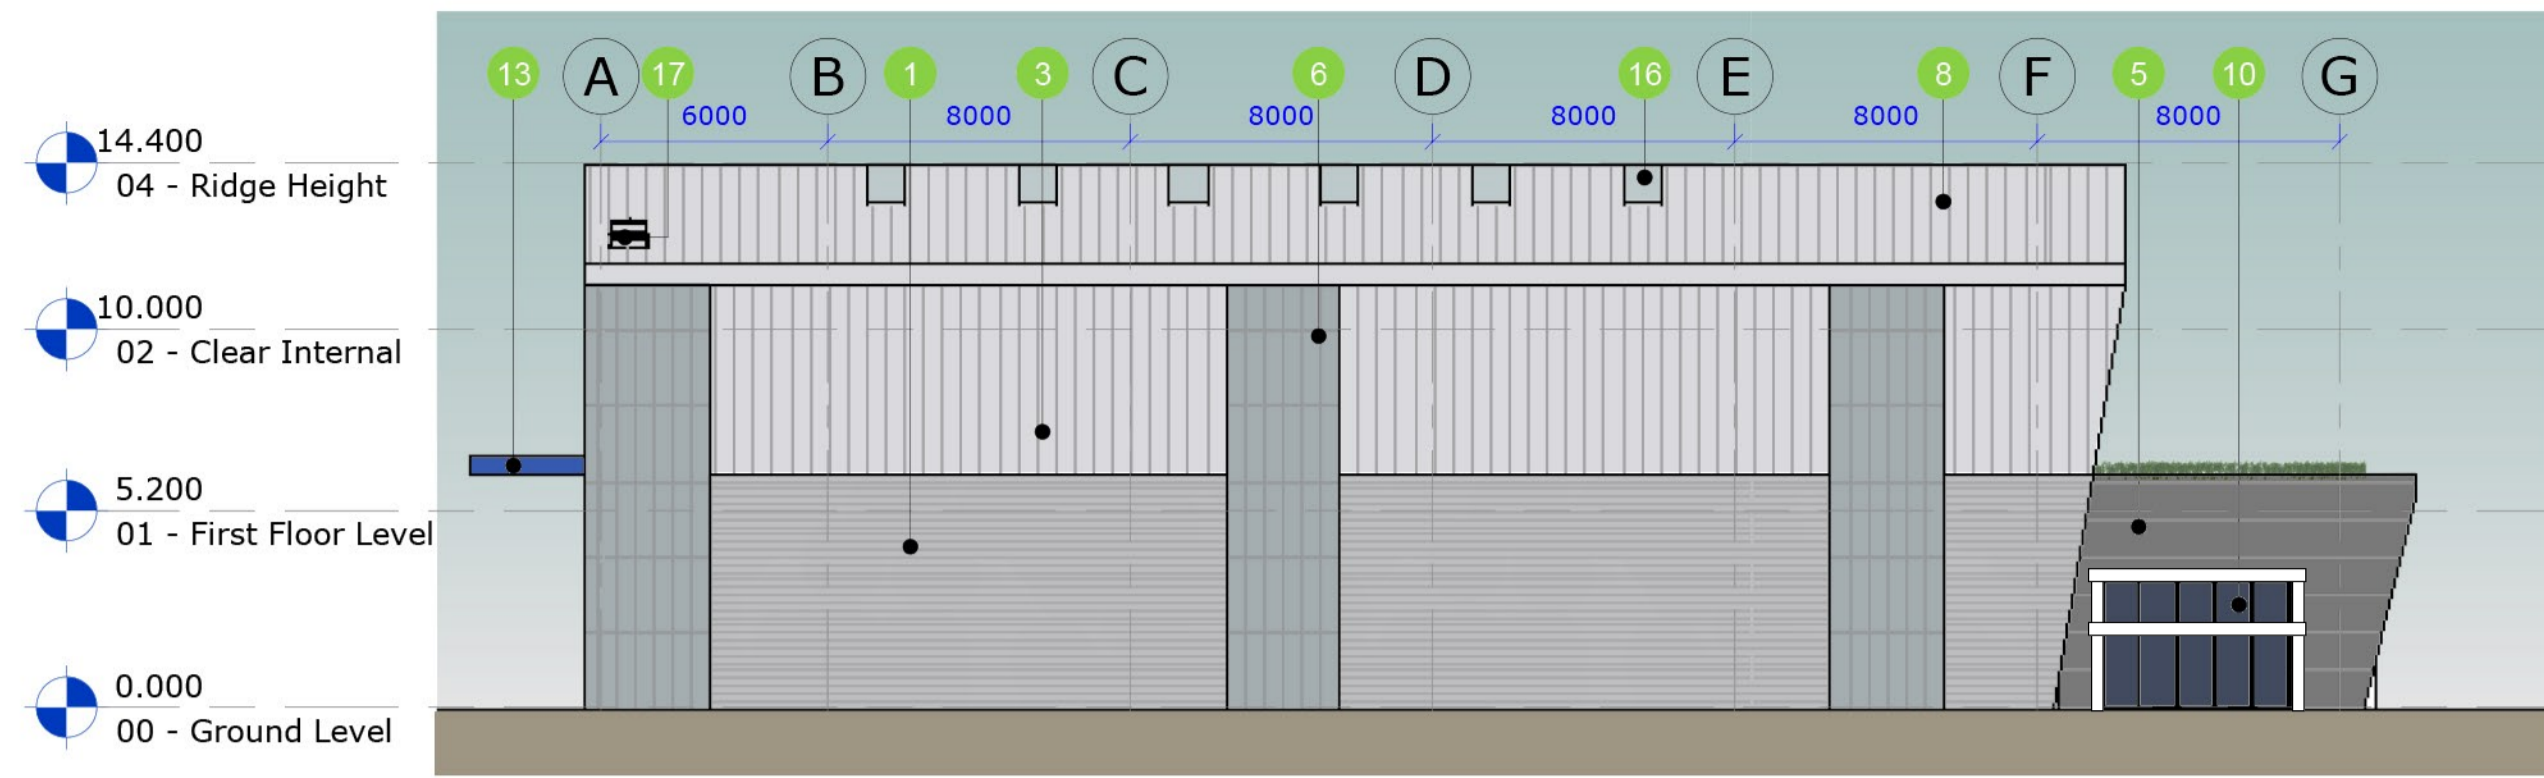 13 A 17 B 1 3 C 6 D 16 E 8 F 5 10 G
6000 8000 8000 8000 8000 8000
14.400
04 - Ridge Height
10.000
02 - Clear Internal
5.200
01 - First Floor Level
0.000
00 - Ground Level